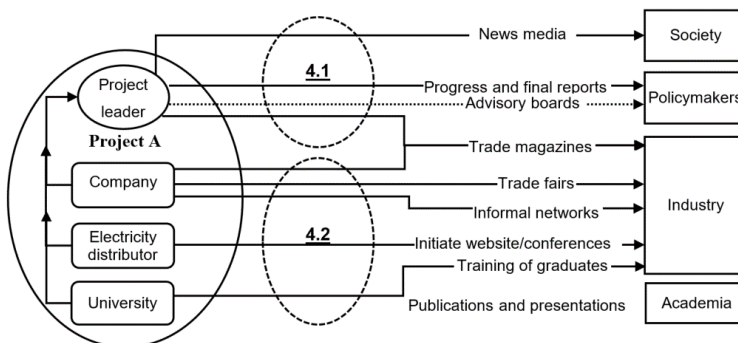 News media
Society
4.1
Project
leader
Progress and final reports
Advisory boards
Policymakers
Project A
Trade magazines
Company
Trade fairs
Industry
Informal networks
4.2
Electricity
distributor
Initiate website/conferences
Training of graduates
University
Publications and presentations
Academia